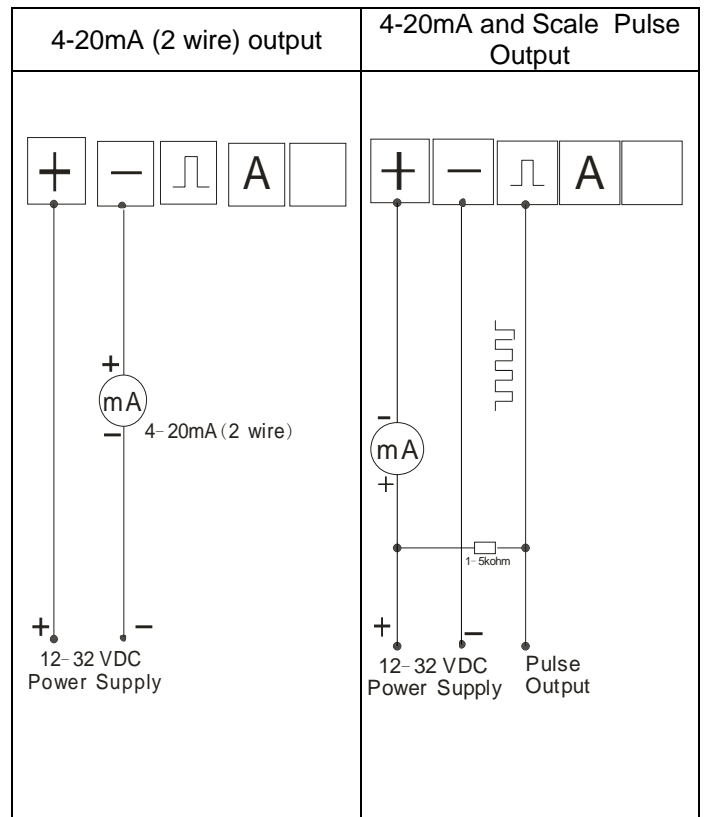 4-20mA (2 wire) output
4-20mA and Scale Pulse
Output
+ − A
+ − A
+
mA
−
4-20mA (2 wire)
+ −
12-32 VDC
Power Supply
−
mA
+
1-5kohm
+ −
12-32 VDC
Power Supply
Pulse
Output